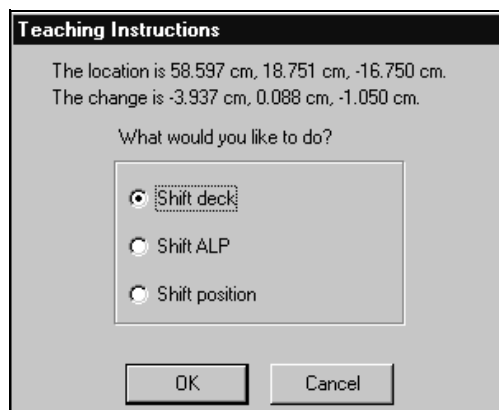 Teaching Instructions
The location is 58.597 cm, 18.751 cm, -16.750 cm.
The change is -3.937 cm, 0.088 cm, -1.050 cm.
What would you like to do?
Shift deck
Shift ALP
Shift position
OK
Cancel